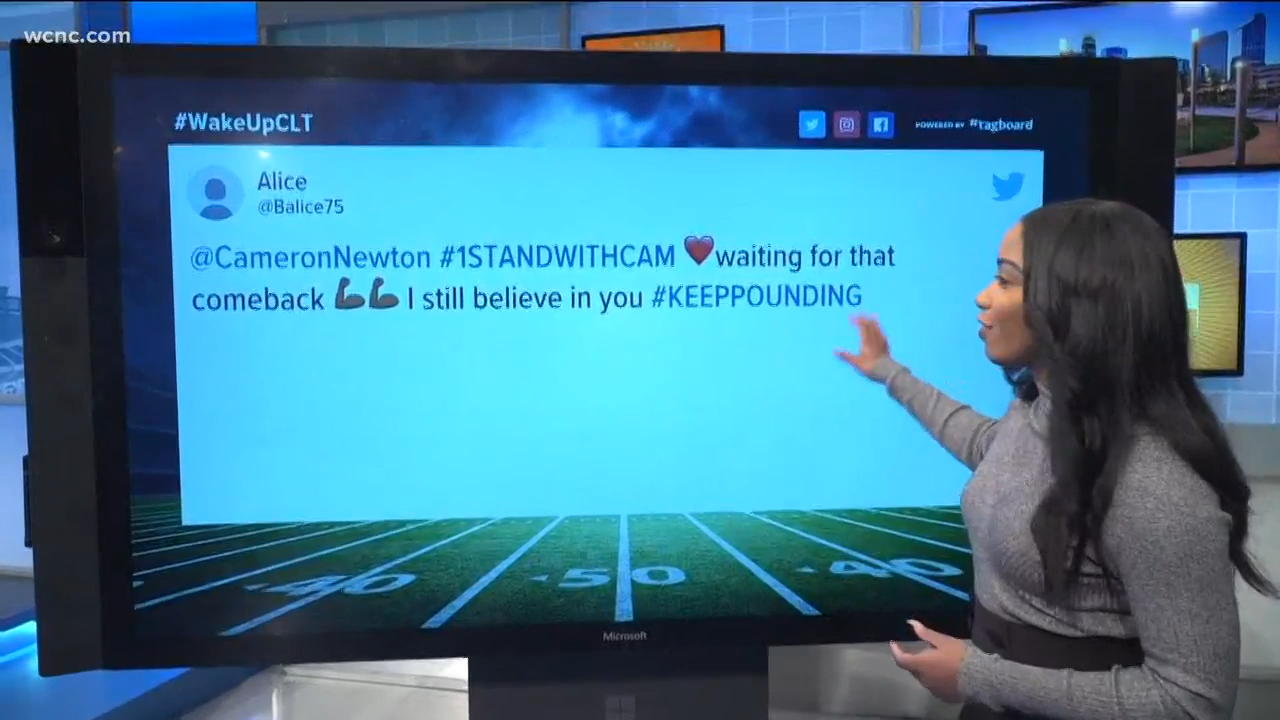 wcnc.com
#WakeUpCLT
POWERED BY #tagboard
Alice
@Balice75
@CameronNewton #1STANDWITHCAM ❤️waiting for that
comeback 💪🏿💪🏿 I still believe in you #KEEPPOUNDING
40 50 40
Microsoft